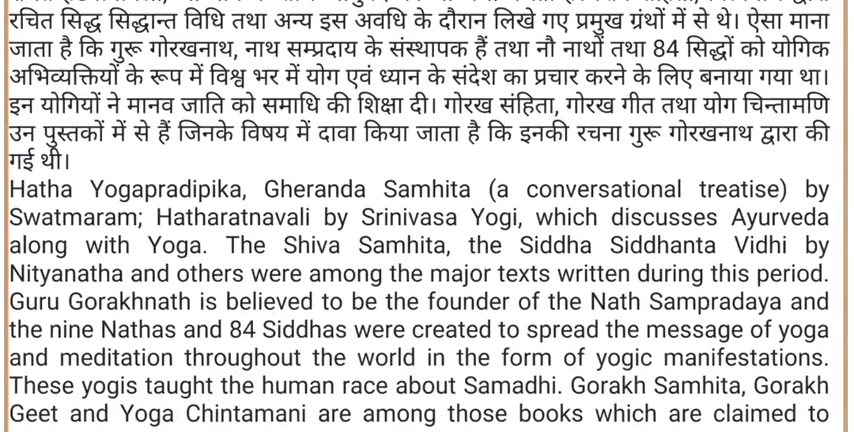 रचित सिद्ध सिद्धान्त विधि तथा अन्य इस अवधि के दौरान लिखे गए प्रमुख ग्रंथों में से थे। ऐसा माना
जाता है कि गुरू गोरखनाथ, नाथ सम्प्रदाय के संस्थापक हैं तथा नौ नाथों तथा 84 सिद्धों को योगिक
अभिव्यक्तियों के रूप में विश्व भर में योग एवं ध्यान के संदेश का प्रचार करने के लिए बनाया गया था।
इन योगियों ने मानव जाति को समाधि की शिक्षा दी। गोरख संहिता, गोरख गीत तथा योग चिन्तामणि
उन पुस्तकों में से हैं जिनके विषय में दावा किया जाता है कि इनकी रचना गुरू गोरखनाथ द्वारा की
गई थी।
Hatha Yogapradipika, Gheranda Samhita (a conversational treatise) by
Swatmaram; Hatharatnavali by Srinivasa Yogi, which discusses Ayurveda
along with Yoga. The Shiva Samhita, the Siddha Siddhanta Vidhi by
Nityanatha and others were among the major texts written during this period.
Guru Gorakhnath is believed to be the founder of the Nath Sampradaya and
the nine Nathas and 84 Siddhas were created to spread the message of yoga
and meditation throughout the world in the form of yogic manifestations.
These yogis taught the human race about Samadhi. Gorakh Samhita, Gorakh
Geet and Yoga Chintamani are among those books which are claimed to